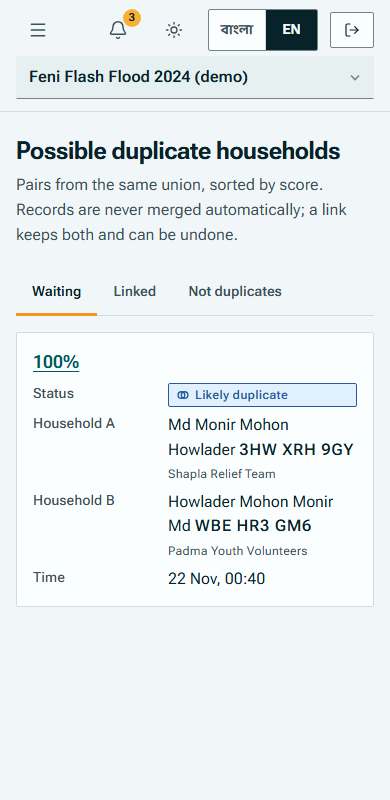 3
বাংলা EN
Feni Flash Flood 2024 (demo)
Possible duplicate households
Pairs from the same union, sorted by score.
Records are never merged automatically; a link
keeps both and can be undone.
Waiting Linked Not duplicates
100%
Status Likely duplicate
Household A Md Monir Mohon
Howlader 3HW XRH 9GY
Shapla Relief Team
Household B Howlader Mohon Monir
Md WBE HR3 GM6
Padma Youth Volunteers
Time 22 Nov, 00:40